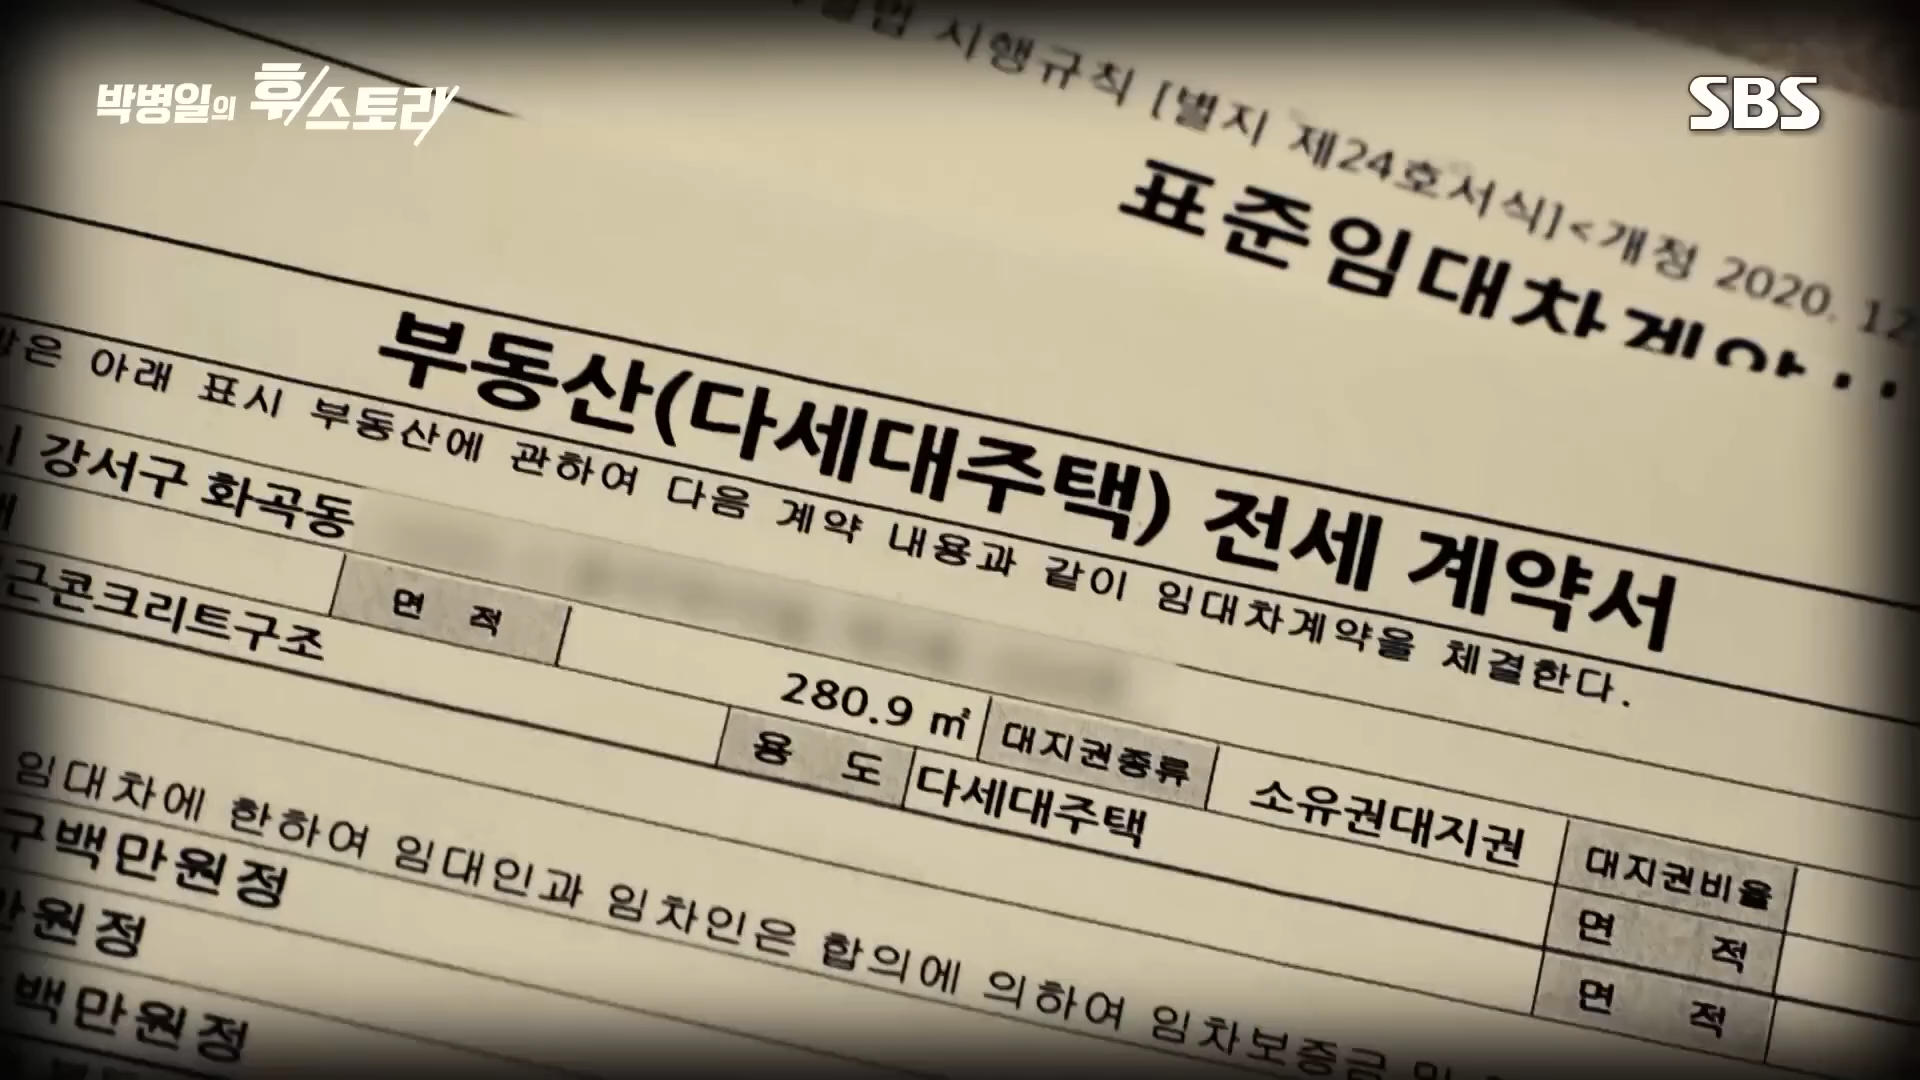 박병일의 휴/스토리
SBS
시행규칙 [별지 제24호서식]<개정 2020. 12
표준임대차계약
부동산(다세대주택) 전세 계약서
은 아래 표시 부동산에 관하여 다음 계약 내용과 같이 임대차계약을 체결한다.
강서구 화곡동
면 적 280.9 ㎡ 대지권종류 소유권대지권 대지권비율
근콘크리트구조 용 도 다세대주택 면 적
면 적
임대차에 한하여 임대인과 임차인은 합의에 의하여 임차보증금 및
구백만원정
만원정
백만원정